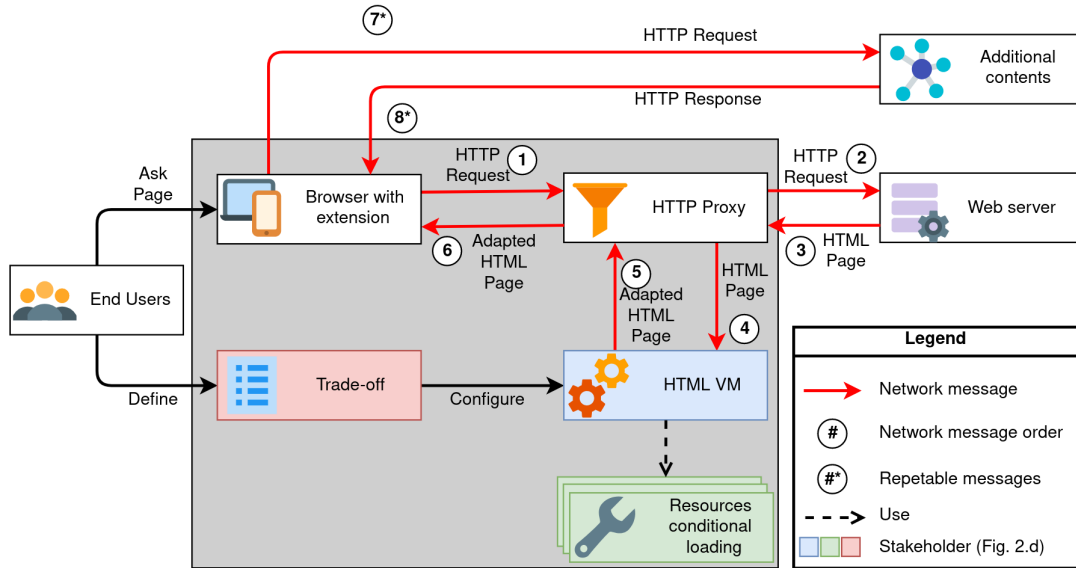 7*
HTTP Request
Additional
contents
HTTP Response
8*
Ask
Page
Browser with
extension
HTTP
Request
1
HTTP Proxy
HTTP
Request
2
Web server
6
Adapted
HTML
Page
3
HTML
Page
End Users
5
Adapted
HTML
Page
HTML
Page
4
Define
Trade-off
Configure
HTML VM
Resources
conditional
loading
Legend
Network message
#
Network message order
#*
Repetable messages
Use
Stakeholder (Fig. 2.d)